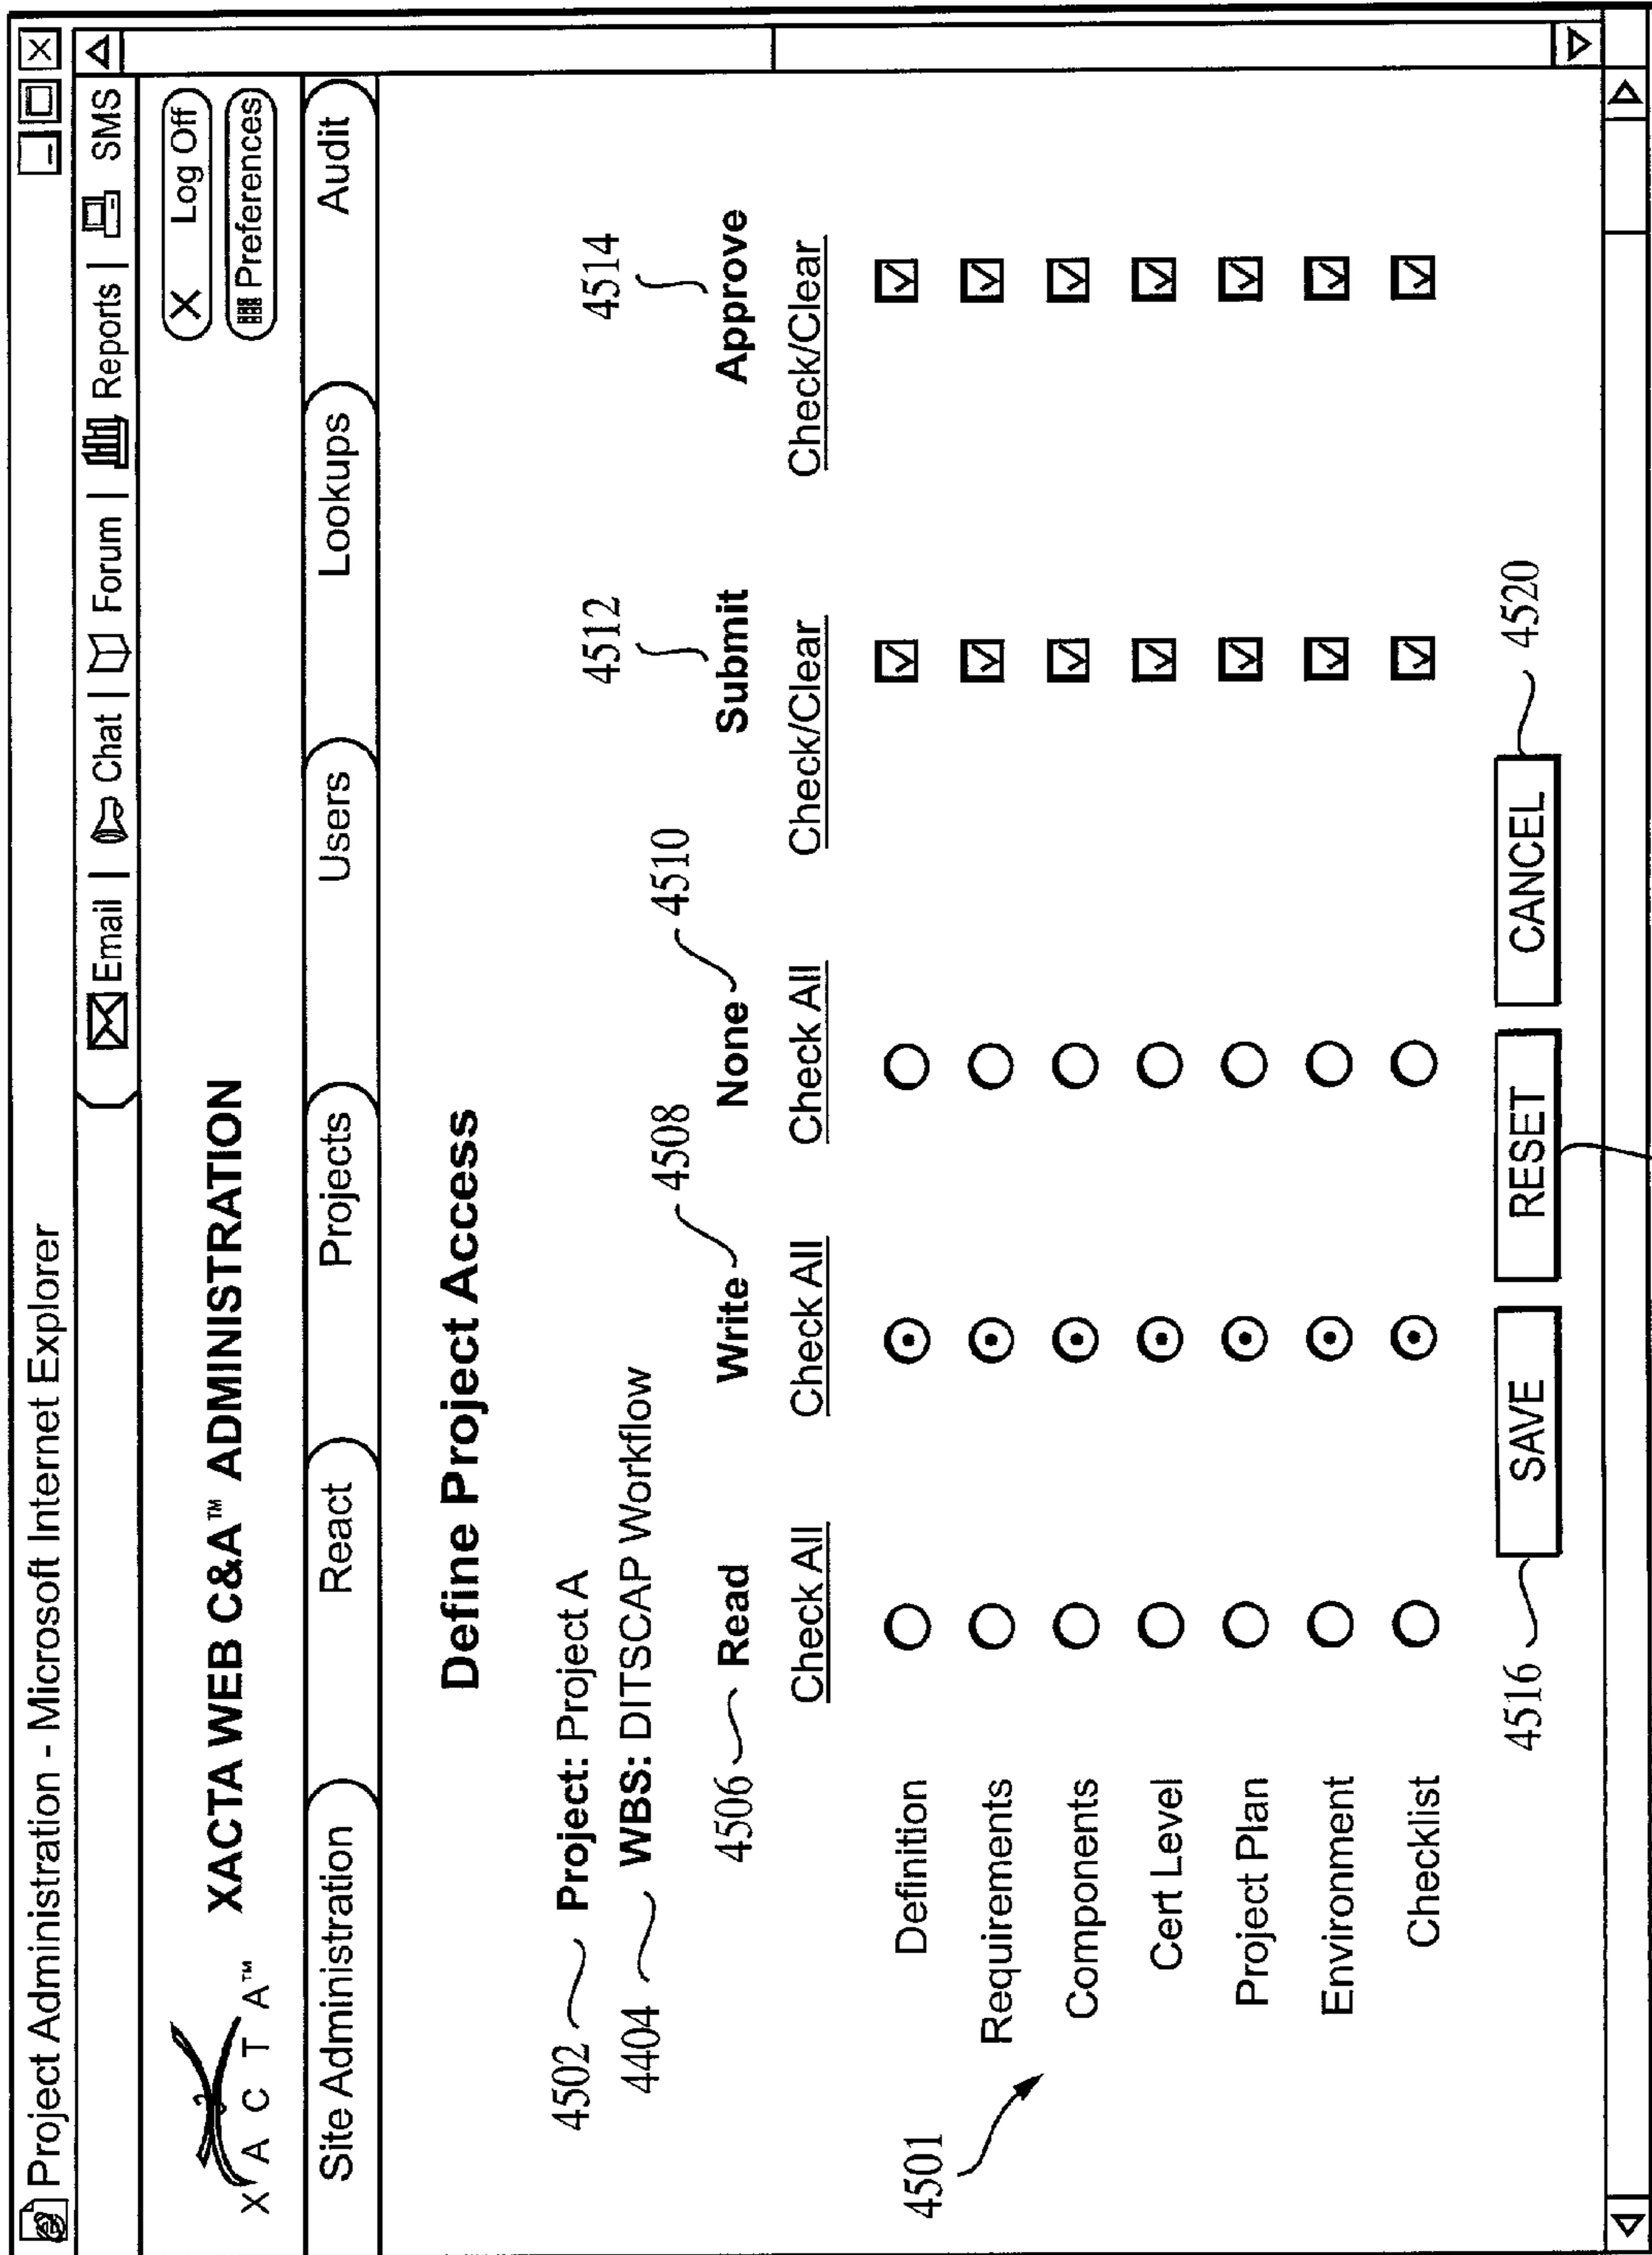 Project Administration - Microsoft Internet Explorer
Email | Chat | Forum | Reports | SMS
XACTA™ XACTA WEB C&A™ ADMINISTRATION
X Log Off
Preferences
Site Administration React Projects Users Lookups Audit
Define Project Access
4502 Project: Project A
4404 WBS: DITSCAP Workflow
4508 4510 4512 4514
4506 Read Write None Submit Approve
Check All Check All Check All Check/Clear Check/Clear
4501
Definition
Requirements
Components
Cert Level
Project Plan
Environment
Checklist
4516 SAVE RESET CANCEL 4520